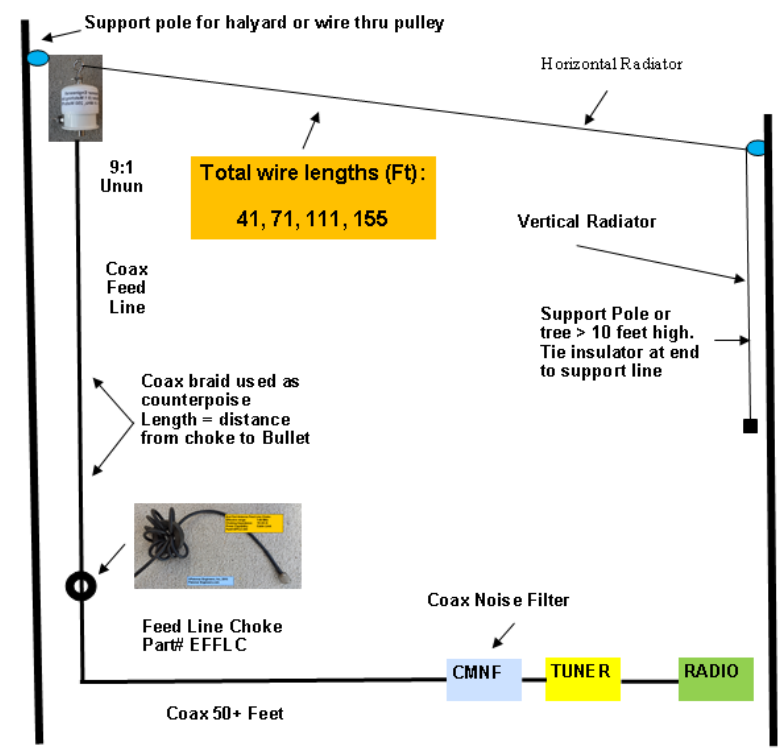 Support pole for halyard or wire thru pulley
Horizontal Radiator
9:1
Unun
Total wire lengths (Ft):
41, 71, 111, 155
Vertical Radiator
Coax
Feed
Line
Support Pole or
tree > 10 feet high.
Tie insulator at end
to support line
Coax braid used as
counterpoise
Length = distance
from choke to Bullet
Feed Line Choke
Part# EFFLC
Coax Noise Filter
CMNF
TUNER
RADIO
Coax 50+ Feet